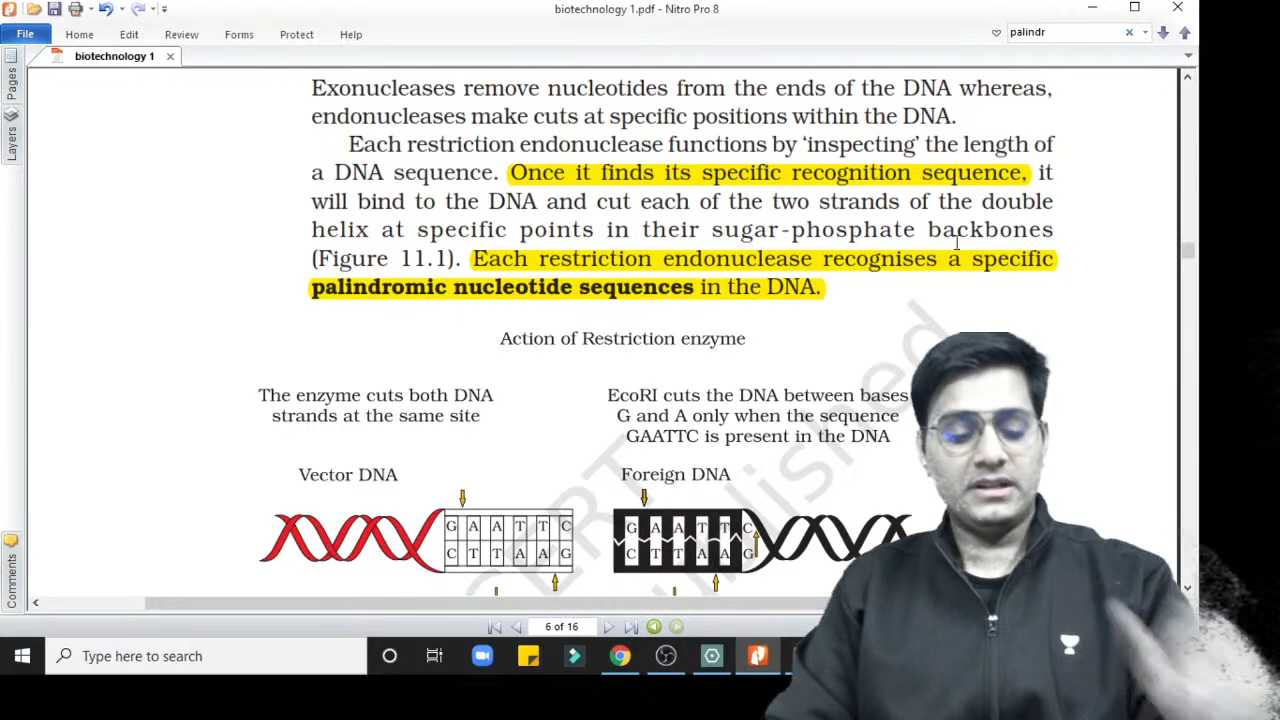 biotechnology 1.pdf - Nitro Pro 8
File Home Edit Review Forms Protect Help
palindr
biotechnology 1
Pages
Layers
Comments
Exonucleases remove nucleotides from the ends of the DNA whereas,
endonucleases make cuts at specific positions within the DNA.
Each restriction endonuclease functions by ‘inspecting’ the length of
a DNA sequence. Once it finds its specific recognition sequence, it
will bind to the DNA and cut each of the two strands of the double
helix at specific points in their sugar-phosphate backbones
(Figure 11.1). Each restriction endonuclease recognises a specific
palindromic nucleotide sequences in the DNA.
Action of Restriction enzyme
The enzyme cuts both DNA
strands at the same site
EcoRI cuts the DNA between bases
G and A only when the sequence
GAATTC is present in the DNA
Vector DNA
Foreign DNA
G A A T T C
C T T A A G
G A A T T C
C T T A A G
6 of 16
Type here to search